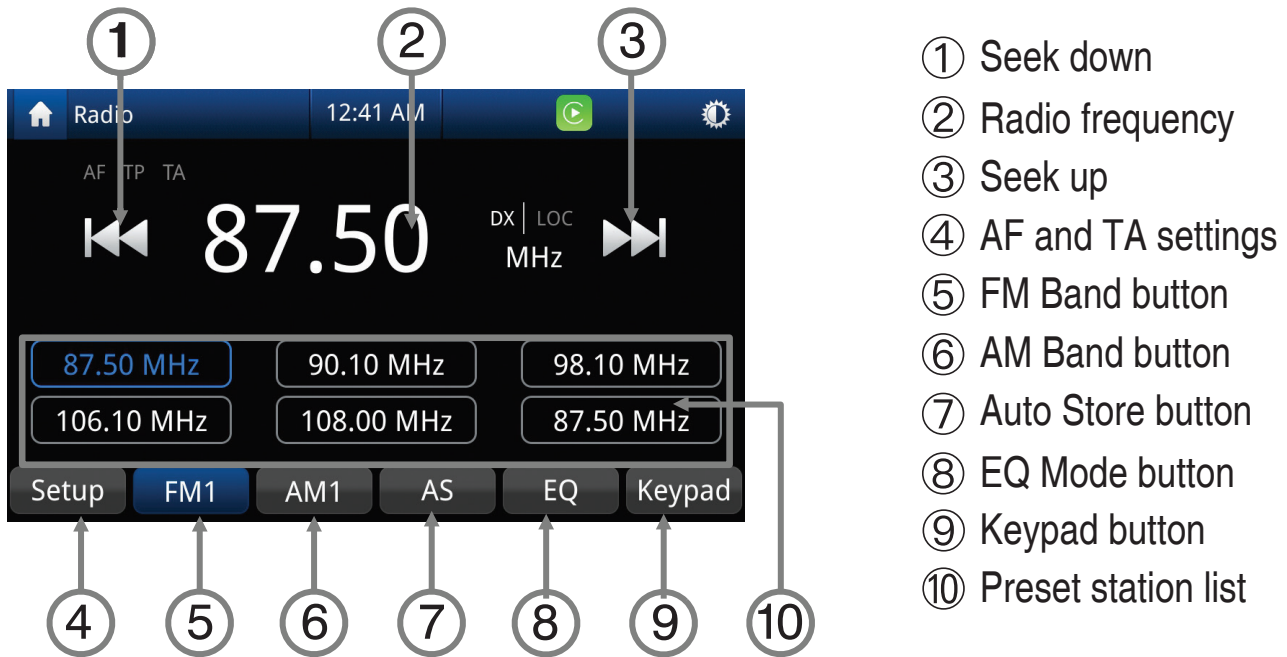 1 2 3
Radio 12:41 AM
AF TP TA
87.50 DX | LOC
MHz
87.50 MHz 90.10 MHz 98.10 MHz
106.10 MHz 108.00 MHz 87.50 MHz
Setup FM1 AM1 AS EQ Keypad
4 5 6 7 8 9 10
① Seek down
② Radio frequency
③ Seek up
④ AF and TA settings
⑤ FM Band button
⑥ AM Band button
⑦ Auto Store button
⑧ EQ Mode button
⑨ Keypad button
⑩ Preset station list